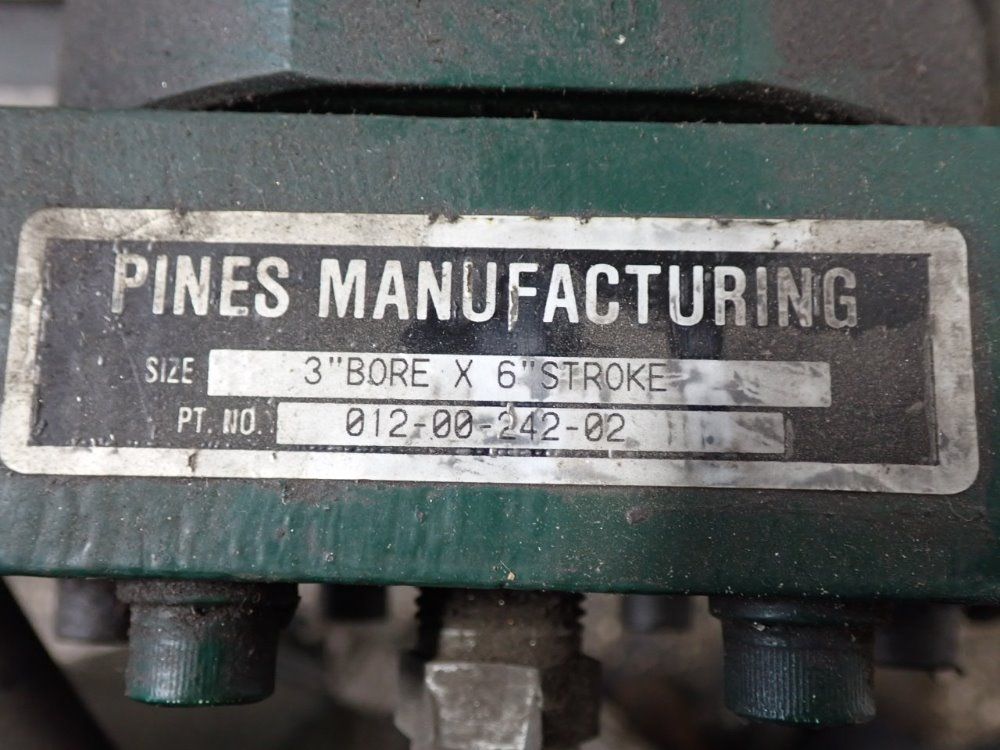 PINES MANUFACTURING
SIZE 3"BORE X 6"STROKE
PT. NO. 012-00-242-02